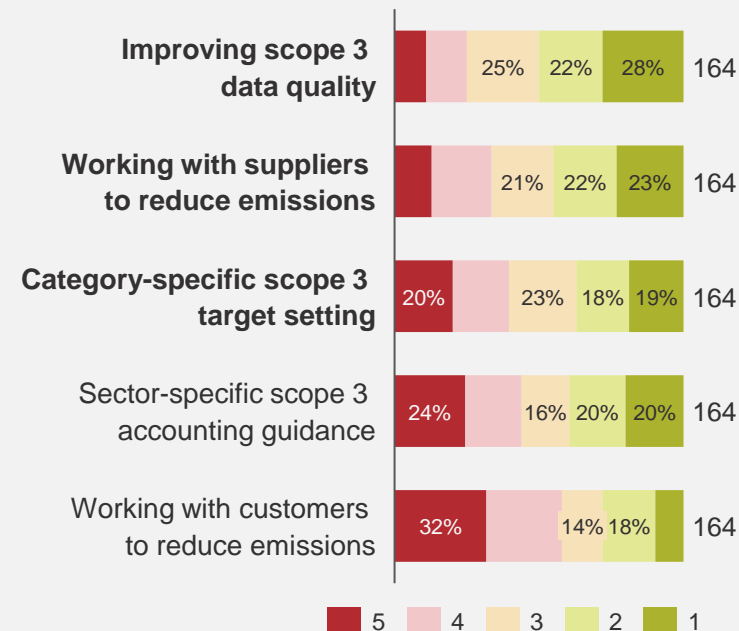 Improving scope 3
data quality
25% 22% 28% 164
Working with suppliers
to reduce emissions
21% 22% 23% 164
Category-specific scope 3
target setting
20% 23% 18% 19% 164
Sector-specific scope 3
accounting guidance
24% 16% 20% 20% 164
Working with customers
to reduce emissions
32% 14% 18% 164
5 4 3 2 1